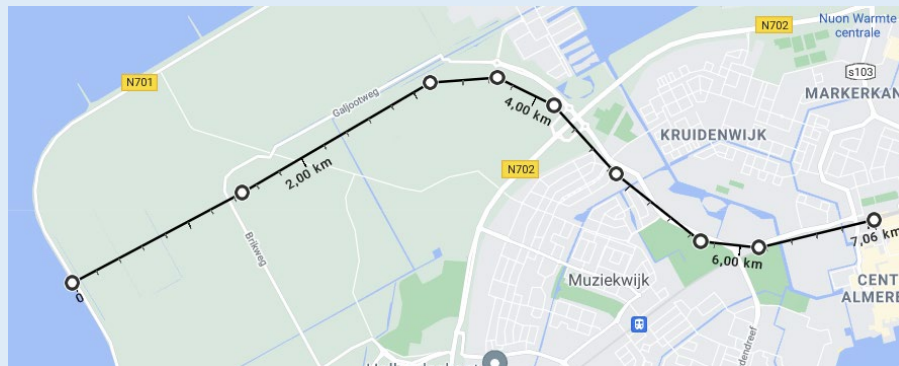 Nuon Warmte
centrale
N702
N701
s103
MARKERKAN
Galjootweg
4,00 km
KRUIDENWIJK
2,00 km
N702
Brikweg
7,06 km
6,00 km
0
Muziekwijk
CENT
ALMERE
dendreef